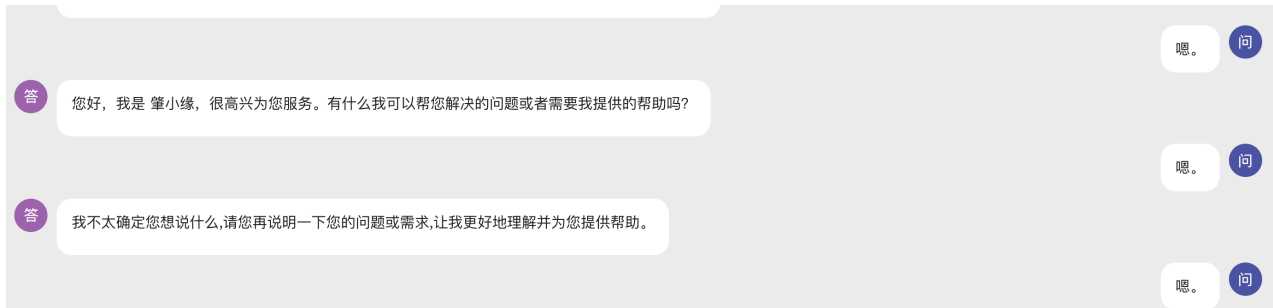 嗯。
问
答
您好，我是 肇小缘，很高兴为您服务。有什么我可以帮您解决的问题或者需要我提供的帮助吗?
嗯。
问
答
我不太确定您想说什么,请您再说明一下您的问题或需求,让我更好地理解并为您提供帮助。
嗯。
问